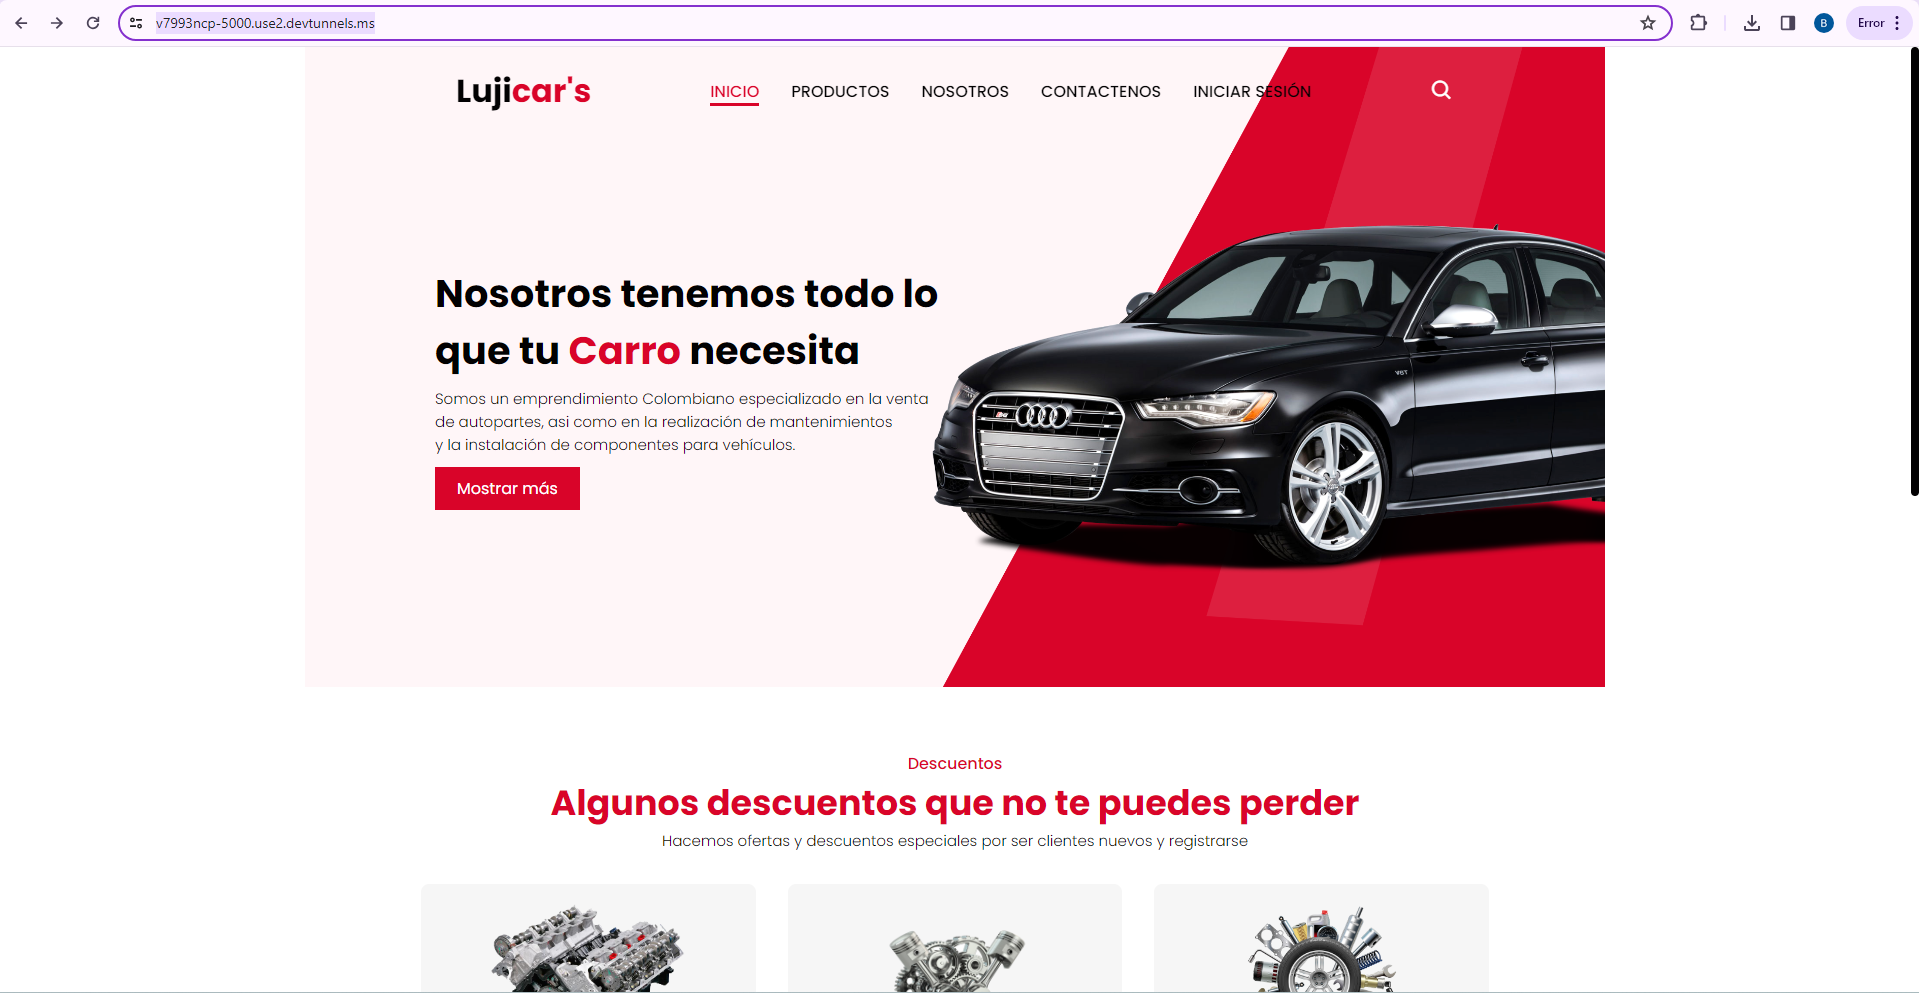 v7993ncp-5000.use2.devtunnels.ms
B
Error
Lujicar's
INICIO
PRODUCTOS
NOSOTROS
CONTACTENOS
INICIAR SESIÓN
Nosotros tenemos todo lo
que tu Carro necesita
Somos un emprendimiento Colombiano especializado en la venta
de autopartes, asi como en la realización de mantenimientos
y la instalación de componentes para vehículos.
Mostrar más
V8T
Descuentos
Algunos descuentos que no te puedes perder
Hacemos ofertas y descuentos especiales por ser clientes nuevos y registrarse